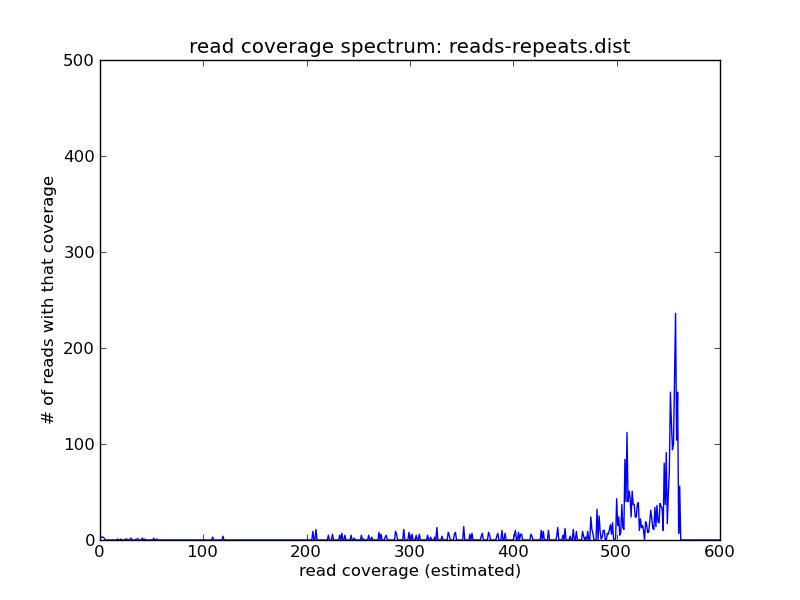 read coverage spectrum: reads-repeats.dist
500
400
300
200
100
0
# of reads with that coverage
0 100 200 300 400 500 600
read coverage (estimated)